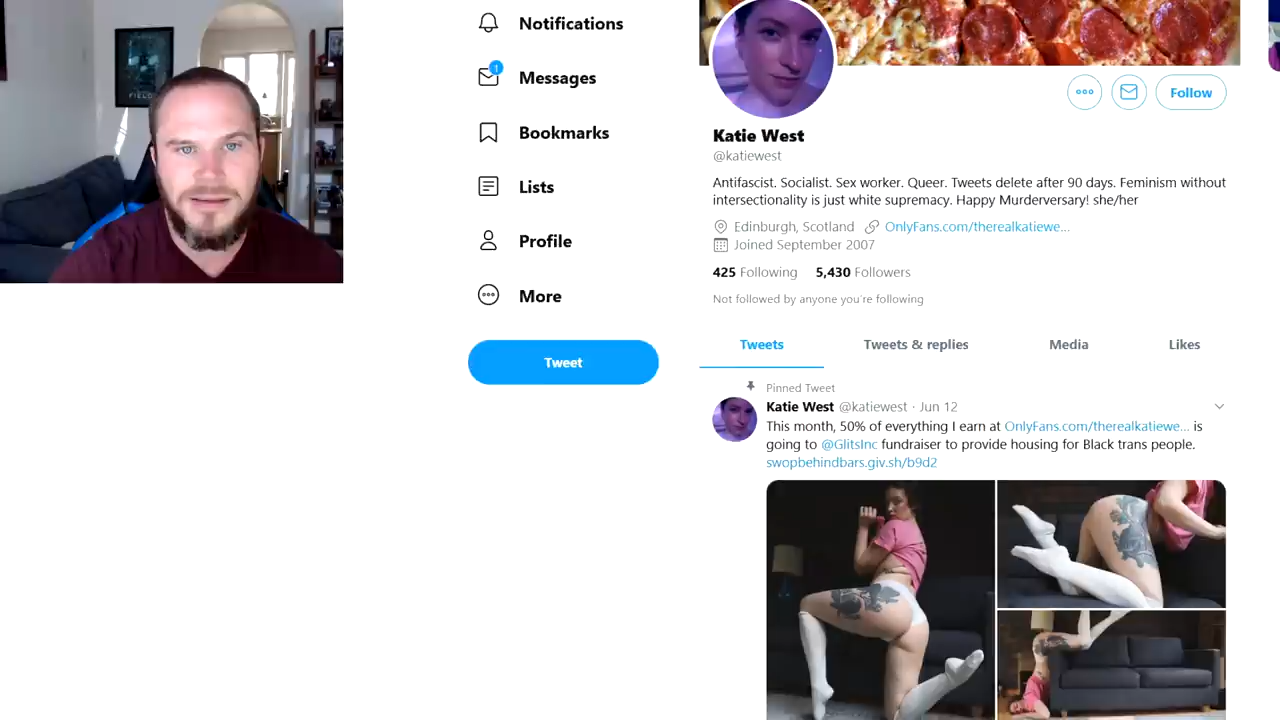 Notifications
1
Messages
Bookmarks
Lists
Profile
More
Tweet
Follow
Katie West
@katiewest
Antifascist. Socialist. Sex worker. Queer. Tweets delete after 90 days. Feminism without
intersectionality is just white supremacy. Happy Murderversary! she/her
Edinburgh, Scotland OnlyFans.com/therealkatiewe...
Joined September 2007
425 Following 5,430 Followers
Not followed by anyone you're following
Tweets Tweets & replies Media Likes
Pinned Tweet
Katie West @katiewest · Jun 12
This month, 50% of everything I earn at OnlyFans.com/therealkatiewe... is
going to @GlitsInc fundraiser to provide housing for Black trans people.
swopbehindbars.giv.sh/b9d2